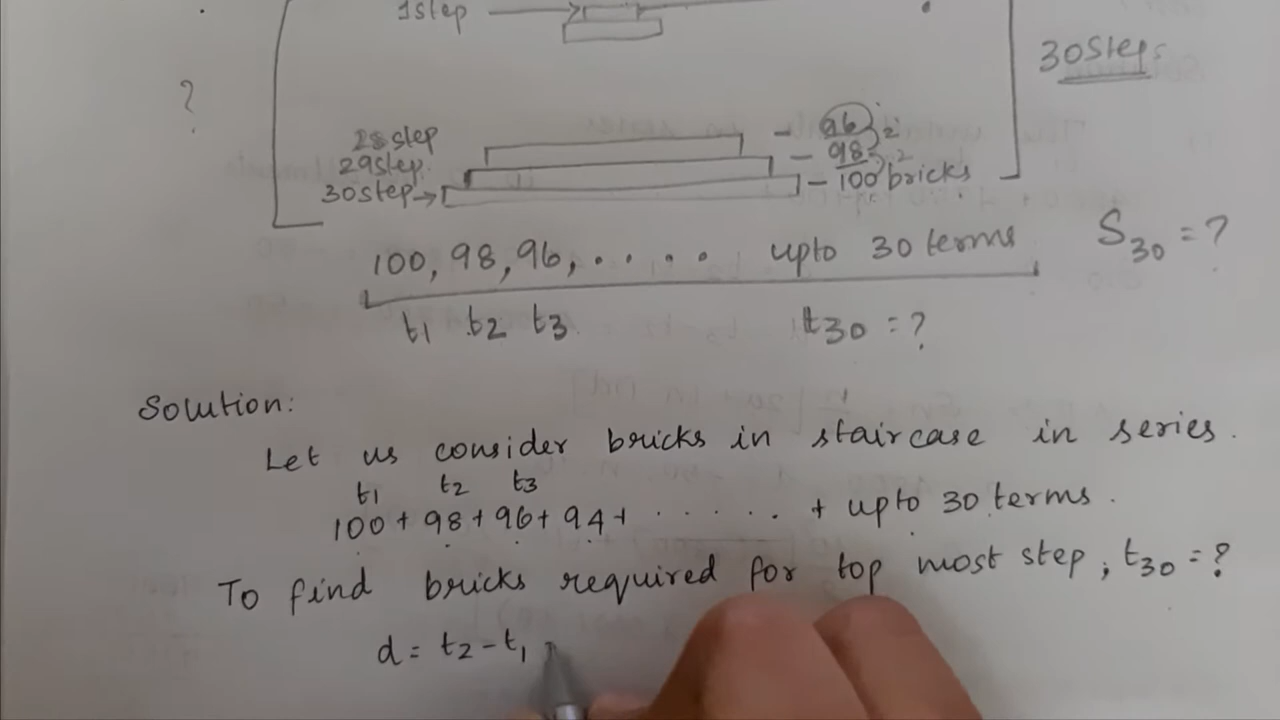 1step
30Steps
?
28step - 96 2
29step - 98 2
30step - 100 bricks
100, 98, 96, . . . . upto 30 terms S30 = ?
t1 t2 t3 t30 = ?
Solution:
Let us consider bricks in staircase in series.
t1 t2 t3
100 + 98 + 96 + 94 + . . . . . . + upto 30 terms.
To find bricks required for top most step, t30 = ?
d = t2 - t1